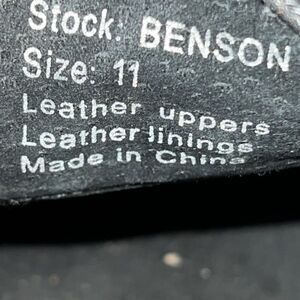 Stock: BENSON
Size: 11
Leather uppers
Leather linings
Made in China